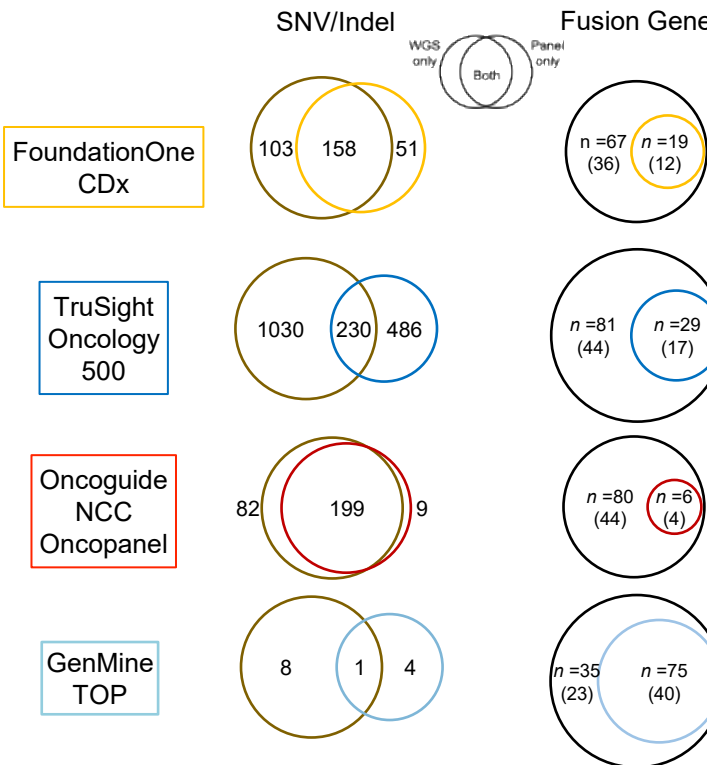 SNV/Indel
Fusion Gene
WGS only
Both
Panel only
FoundationOne
CDx
103
158
51
n =67
(36)
n =19
(12)
TruSight
Oncology
500
1030
230
486
n =81
(44)
n =29
(17)
Oncoguide
NCC
Oncopanel
82
199
9
n =80
(44)
n =6
(4)
GenMine
TOP
8
1
4
n =35
(23)
n =75
(40)